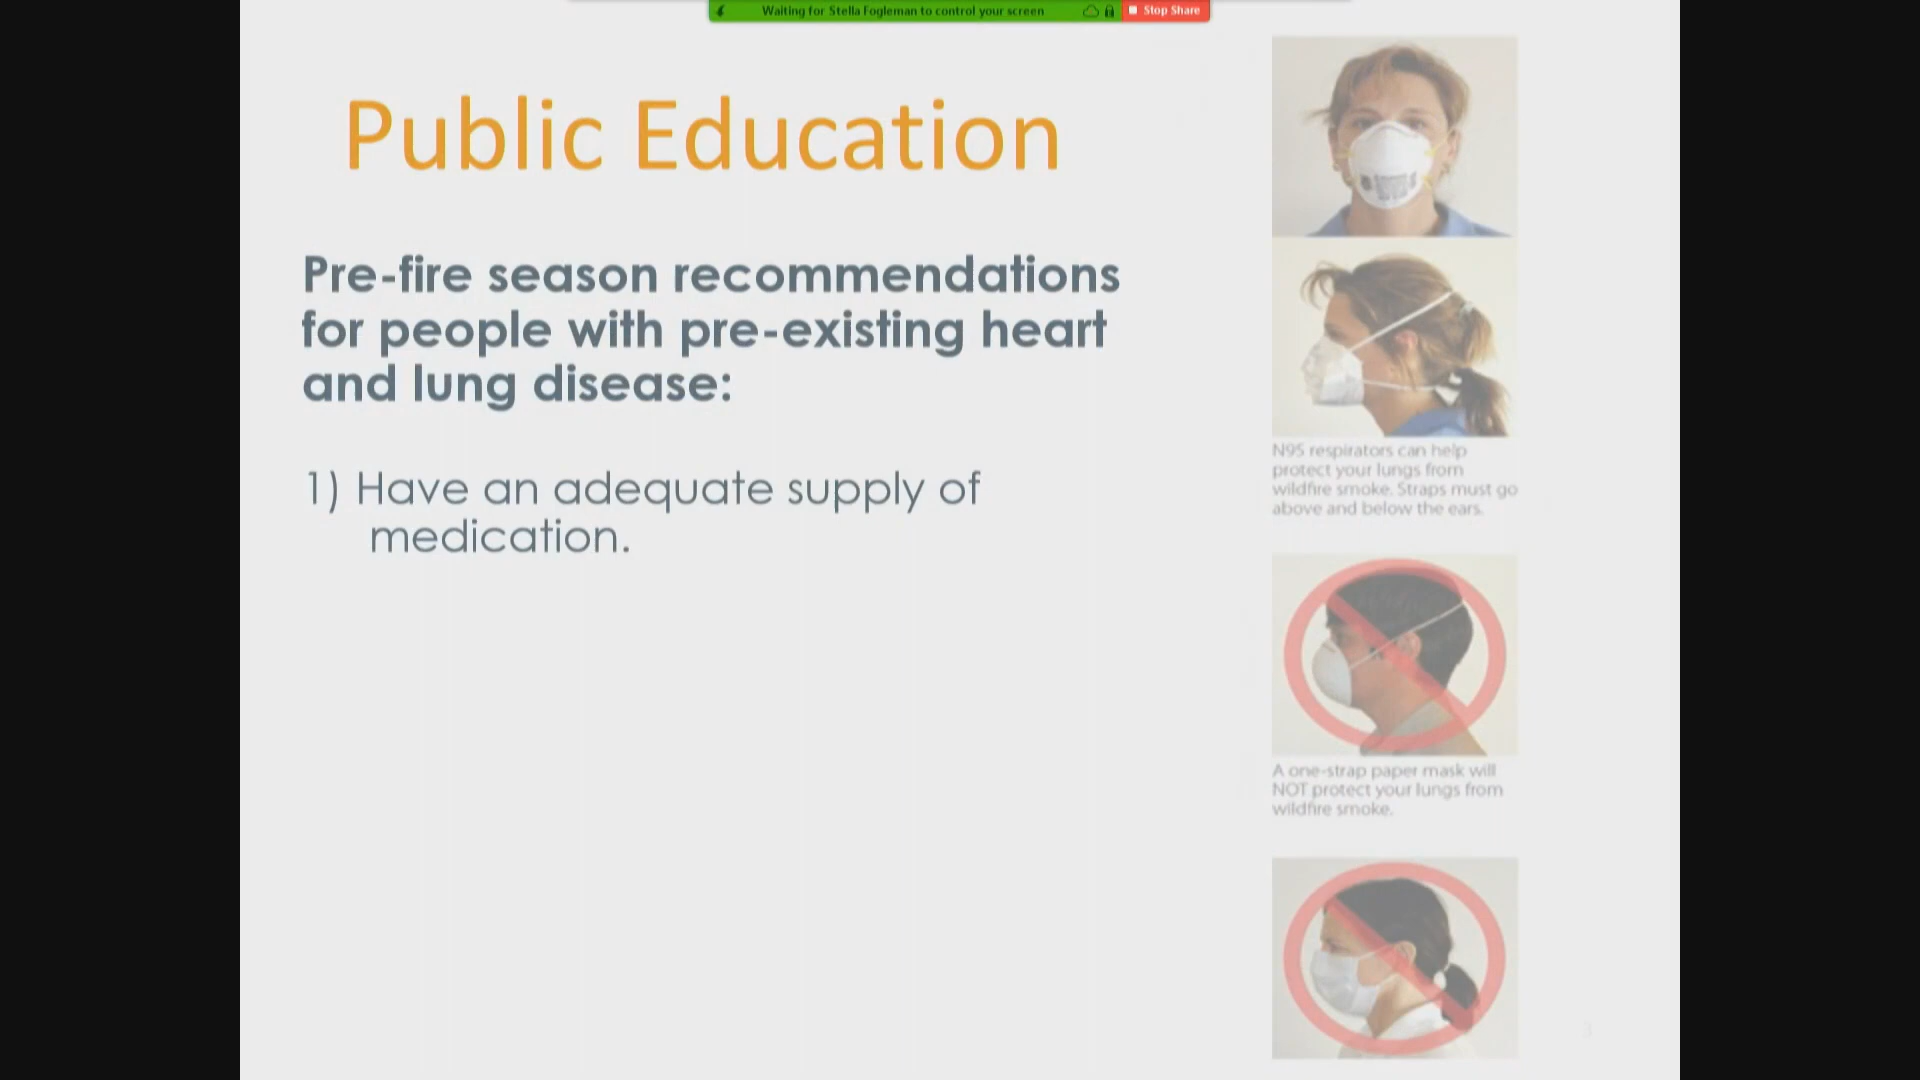 Waiting for Stella Fogleman to control your screen
Stop Share
Public Education
Pre-fire season recommendations
for people with pre-existing heart
and lung disease:
1) Have an adequate supply of
medication.
N95 respirators can help
protect your lungs from
wildfire smoke. Straps must go
above and below the ears.
A one-strap paper mask will
NOT protect your lungs from
wildfire smoke.